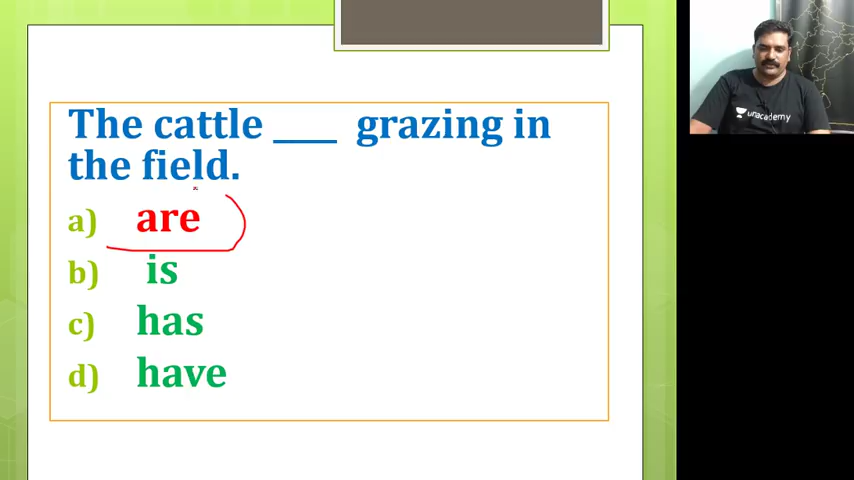 The cattle ____ grazing in
the field.
a) are
b) is
c) has
d) have
unacademy